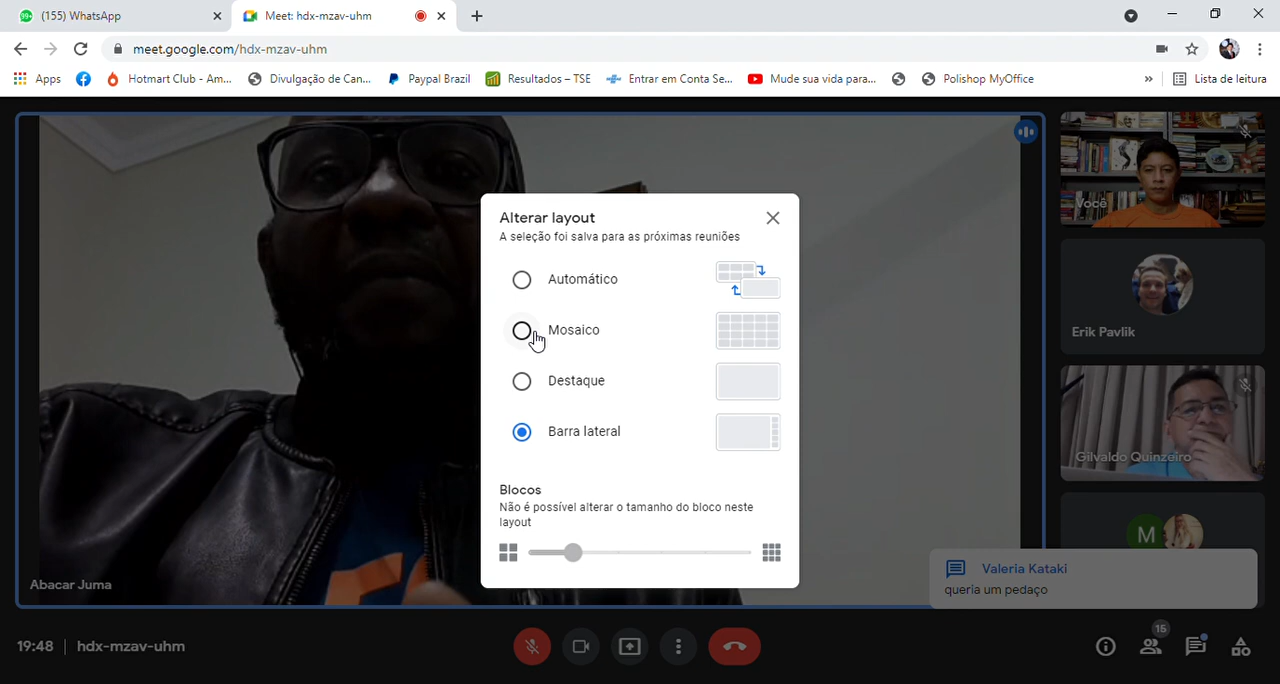 99+ (155) WhatsApp
Meet: hdx-mzav-uhm
meet.google.com/hdx-mzav-uhm
Apps
Hotmart Club - Am...
Divulgação de Can...
Paypal Brazil
Resultados – TSE
Entrar em Conta Se...
Mude sua vida para...
Polishop MyOffice
»
Lista de leitura
Alterar layout
A seleção foi salva para as próximas reuniões
Automático
Mosaico
Destaque
Barra lateral
Blocos
Não é possível alterar o tamanho do bloco neste
layout
Você
Erik Pavlik
Gilvaldo Quinzeiro
M
Valeria Kataki
queria um pedaço
Abacar Juma
19:48 | hdx-mzav-uhm
15